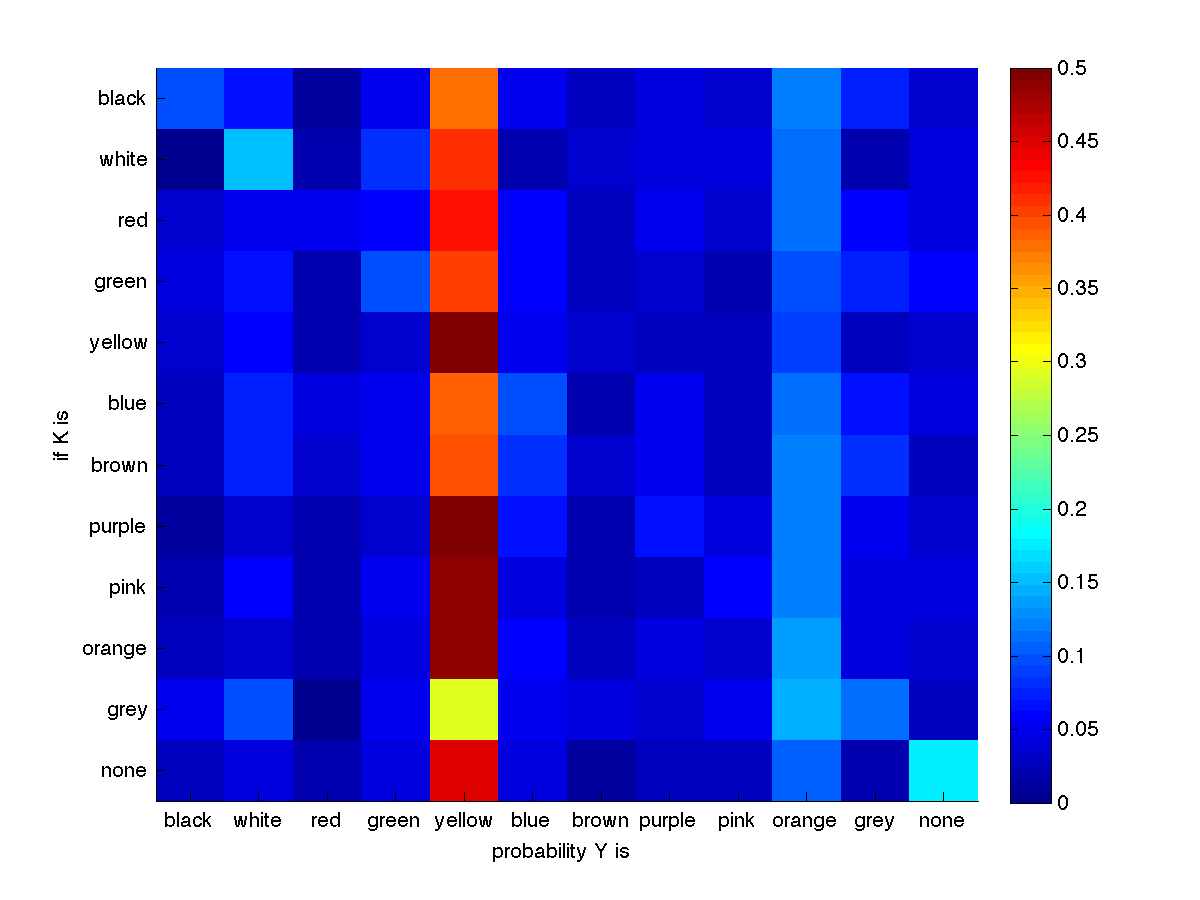 black
white
red
green
yellow
blue
brown
purple
pink
orange
grey
none
if K is
black white red green yellow blue brown purple pink orange grey none
probability Y is
0.5
0.45
0.4
0.35
0.3
0.25
0.2
0.15
0.1
0.05
0